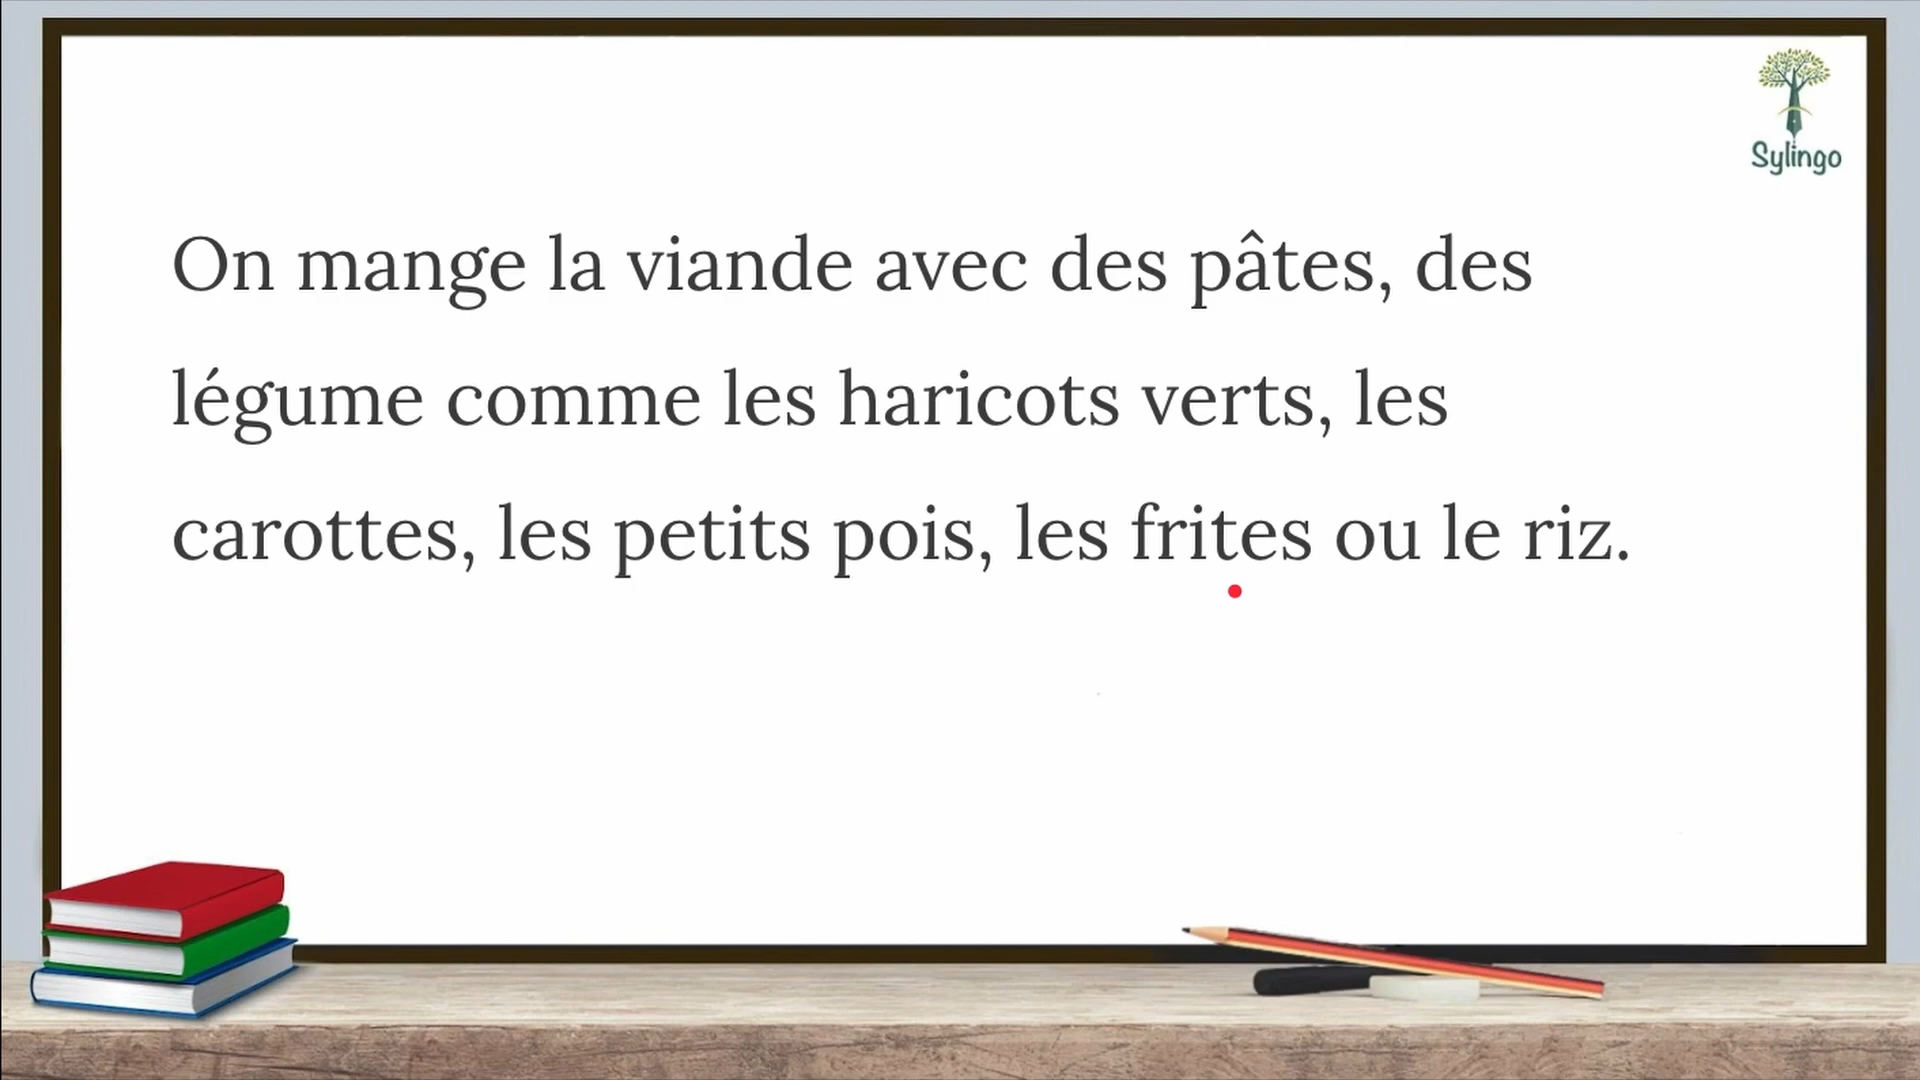 Sylingo
On mange la viande avec des pâtes, des
légume comme les haricots verts, les
carottes, les petits pois, les frites ou le riz.